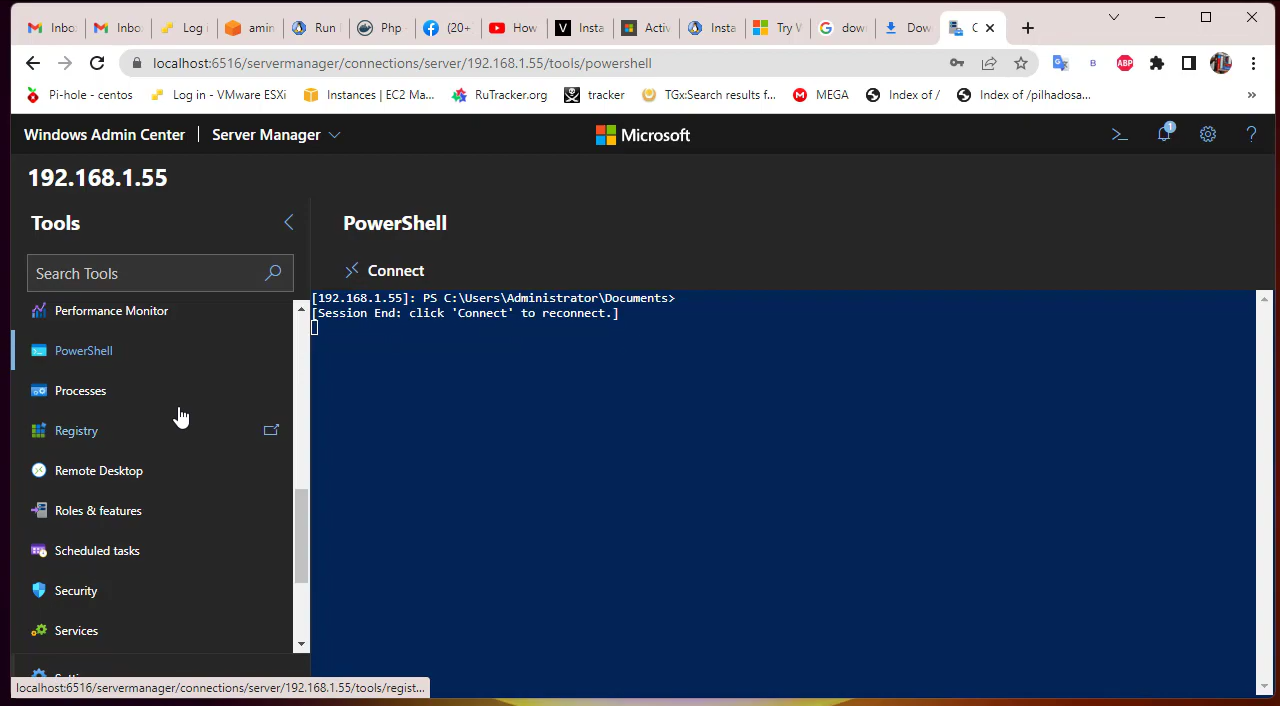 Inbo
Inbo
Log
amin
Run
Php
(20+
How
Insta
Activ
Insta
Try V
dow
Dow
C
localhost:6516/servermanager/connections/server/192.168.1.55/tools/powershell
B
ABP
Pi-hole - centos
Log in - VMware ESXi
Instances | EC2 Ma...
RuTracker.org
tracker
TGx:Search results f...
MEGA
Index of /
Index of /pilhadosa...
»
Windows Admin Center
Server Manager
Microsoft
1
?
192.168.1.55
Tools
PowerShell
Search Tools
Connect
Performance Monitor
PowerShell
Processes
Registry
Remote Desktop
Roles & features
Scheduled tasks
Security
Services
[192.168.1.55]: PS C:\Users\Administrator\Documents>
[Session End: click 'Connect' to reconnect.]
localhost:6516/servermanager/connections/server/192.168.1.55/tools/regist...